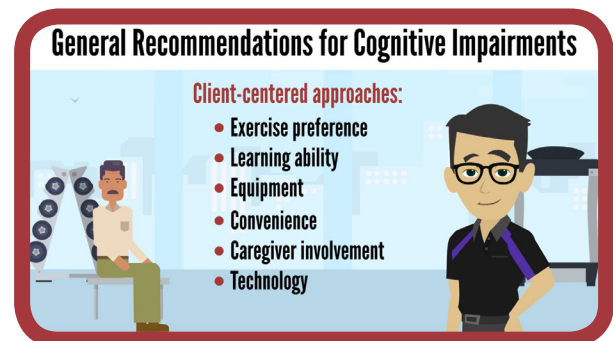 General Recommendations for Cognitive Impairments
Client-centered approaches:
• Exercise preference
• Learning ability
• Equipment
• Convenience
• Caregiver involvement
• Technology